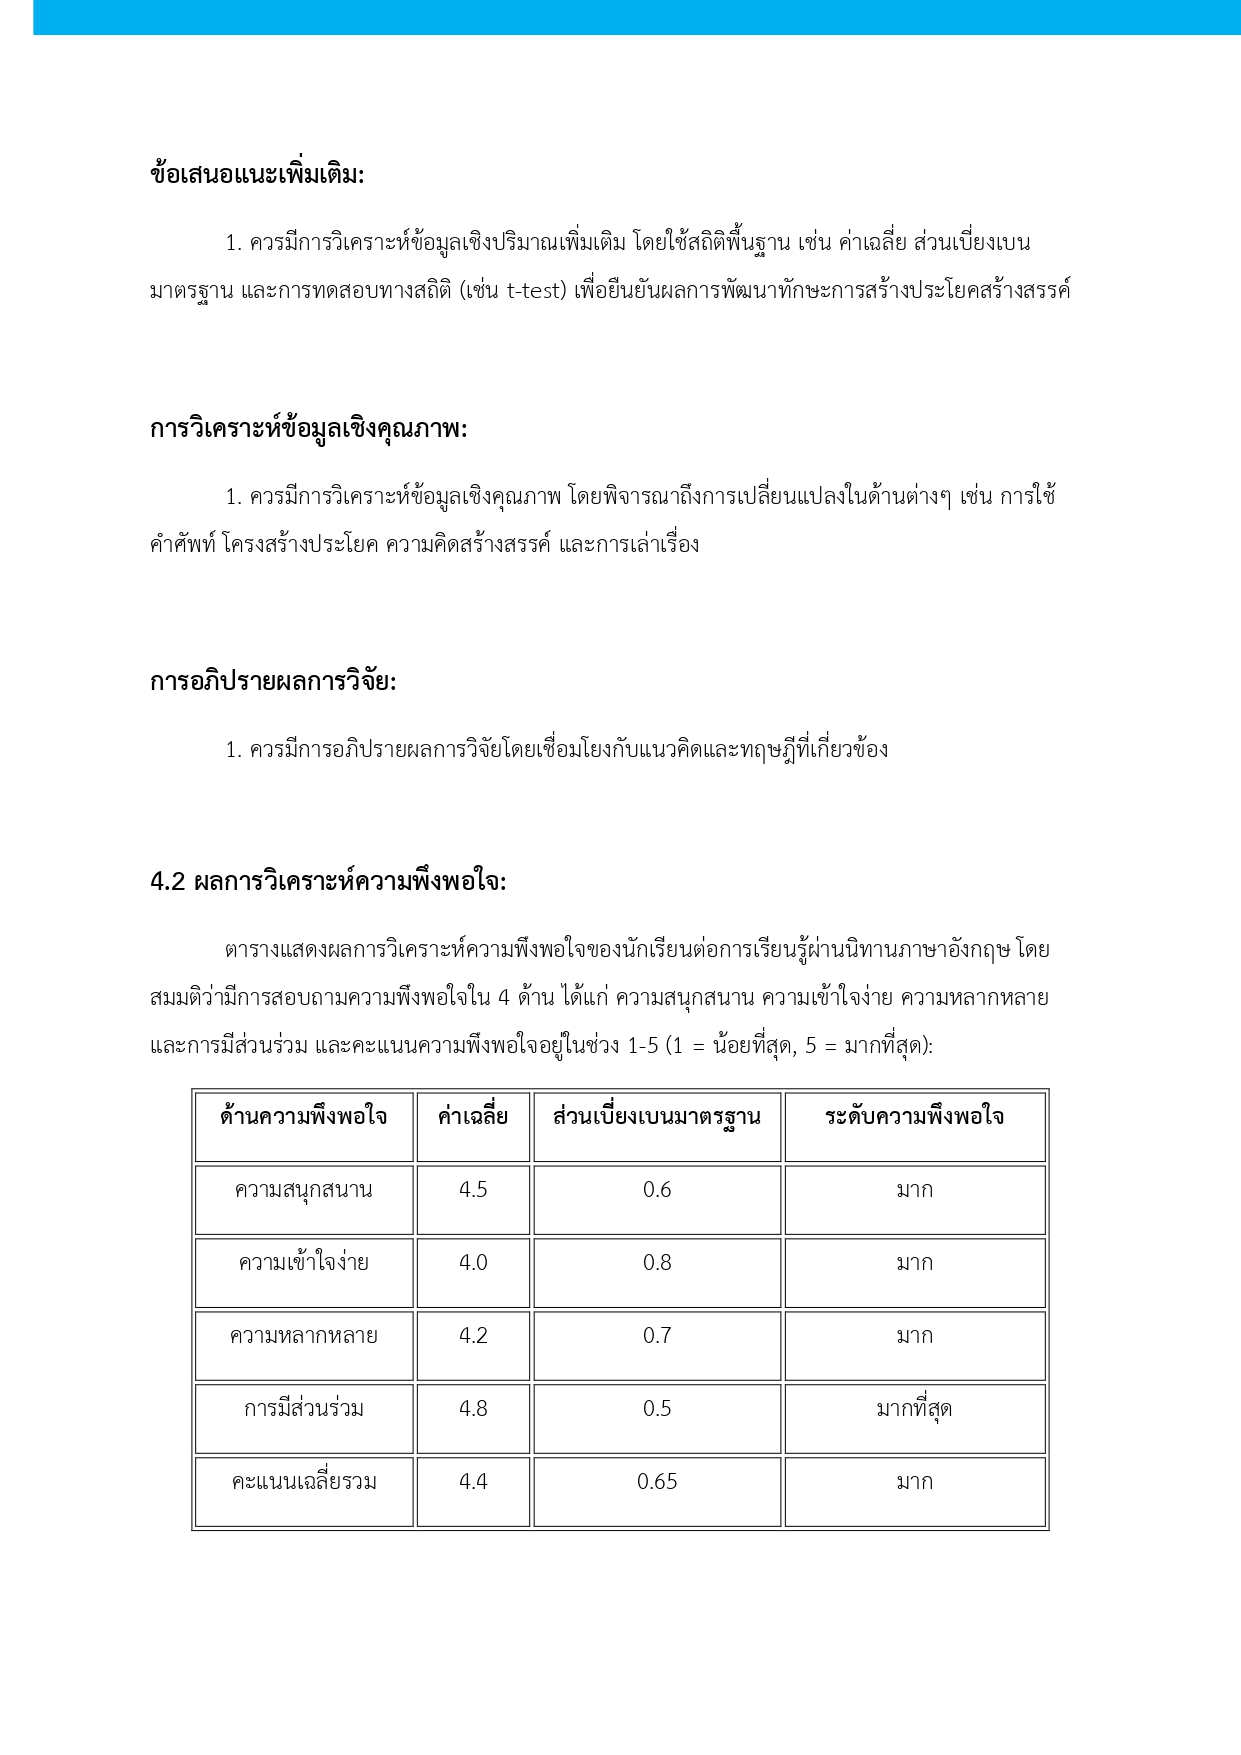 ข้อเสนอแนะเพิ่มเติม:
1. ควรมีการวิเคราะห์ข้อมูลเชิงปริมาณเพิ่มเติม โดยใช้สถิติพื้นฐาน เช่น ค่าเฉลี่ย ส่วนเบี่ยงเบน
มาตรฐาน และการทดสอบทางสถิติ (เช่น t-test) เพื่อยืนยันผลการพัฒนาทักษะการสร้างประโยคสร้างสรรค์
การวิเคราะห์ข้อมูลเชิงคุณภาพ:
1. ควรมีการวิเคราะห์ข้อมูลเชิงคุณภาพ โดยพิจารณาถึงการเปลี่ยนแปลงในด้านต่างๆ เช่น การใช้
คำศัพท์ โครงสร้างประโยค ความคิดสร้างสรรค์ และการเล่าเรื่อง
การอภิปรายผลการวิจัย:
1. ควรมีการอภิปรายผลการวิจัยโดยเชื่อมโยงกับแนวคิดและทฤษฎีที่เกี่ยวข้อง
4.2 ผลการวิเคราะห์ความพึงพอใจ:
ตารางแสดงผลการวิเคราะห์ความพึงพอใจของนักเรียนต่อการเรียนรู้ผ่านนิทานภาษาอังกฤษ โดย
สมมติว่ามีการสอบถามความพึงพอใจใน 4 ด้าน ได้แก่ ความสนุกสนาน ความเข้าใจง่าย ความหลากหลาย
และการมีส่วนร่วม และคะแนนความพึงพอใจอยู่ในช่วง 1-5 (1 = น้อยที่สุด, 5 = มากที่สุด):
ด้านความพึงพอใจ ค่าเฉลี่ย ส่วนเบี่ยงเบนมาตรฐาน ระดับความพึงพอใจ
ความสนุกสนาน 4.5 0.6 มาก
ความเข้าใจง่าย 4.0 0.8 มาก
ความหลากหลาย 4.2 0.7 มาก
การมีส่วนร่วม 4.8 0.5 มากที่สุด
คะแนนเฉลี่ยรวม 4.4 0.65 มาก